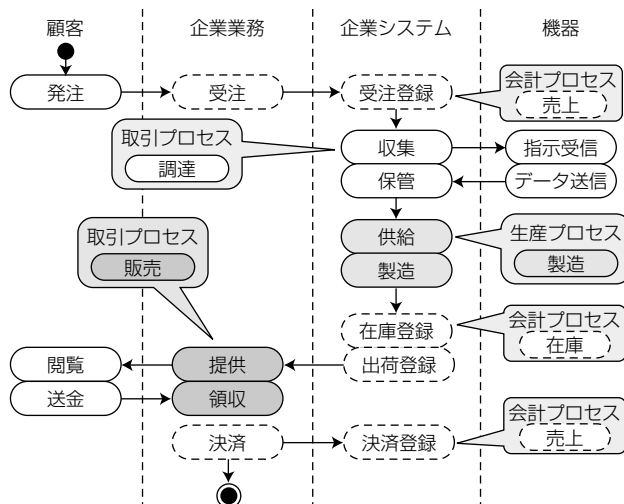 顧客
企業業務
企業システム
機器
発注
受注
受注登録
会計プロセス
売上
取引プロセス
調達
収集
指示受信
保管
データ送信
取引プロセス
販売
供給
製造
生産プロセス
製造
在庫登録
出荷登録
会計プロセス
在庫
閲覧
提供
送金
領収
決済
決済登録
会計プロセス
売上